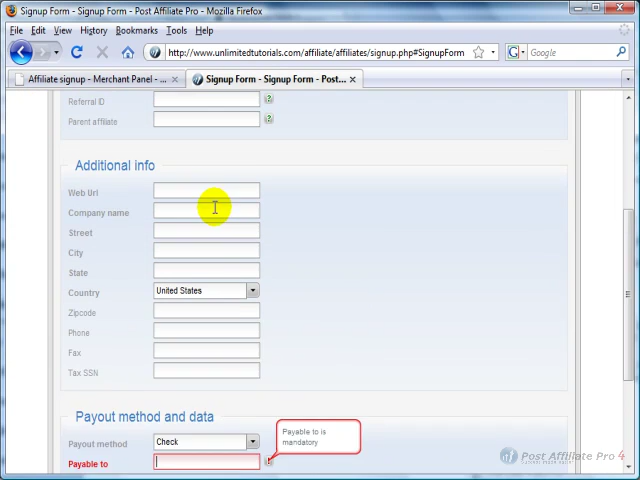 Signup Form - Signup Form - Post Affiliate Pro - Mozilla Firefox
File Edit View History Bookmarks Tools Help
http://www.unlimitedtutorials.com/affiliate/affiliates/signup.php#SignupForm
G Google
Affiliate signup - Merchant Panel - ...
Signup Form - Signup Form - Post...
Referral ID
Parent affiliate
Additional info
Web Url
Company name
Street
City
State
Country United States
Zipcode
Phone
Fax
Tax SSN
Payout method and data
Payout method Check
Payable to is
mandatory
Payable to
Post Affiliate Pro 4